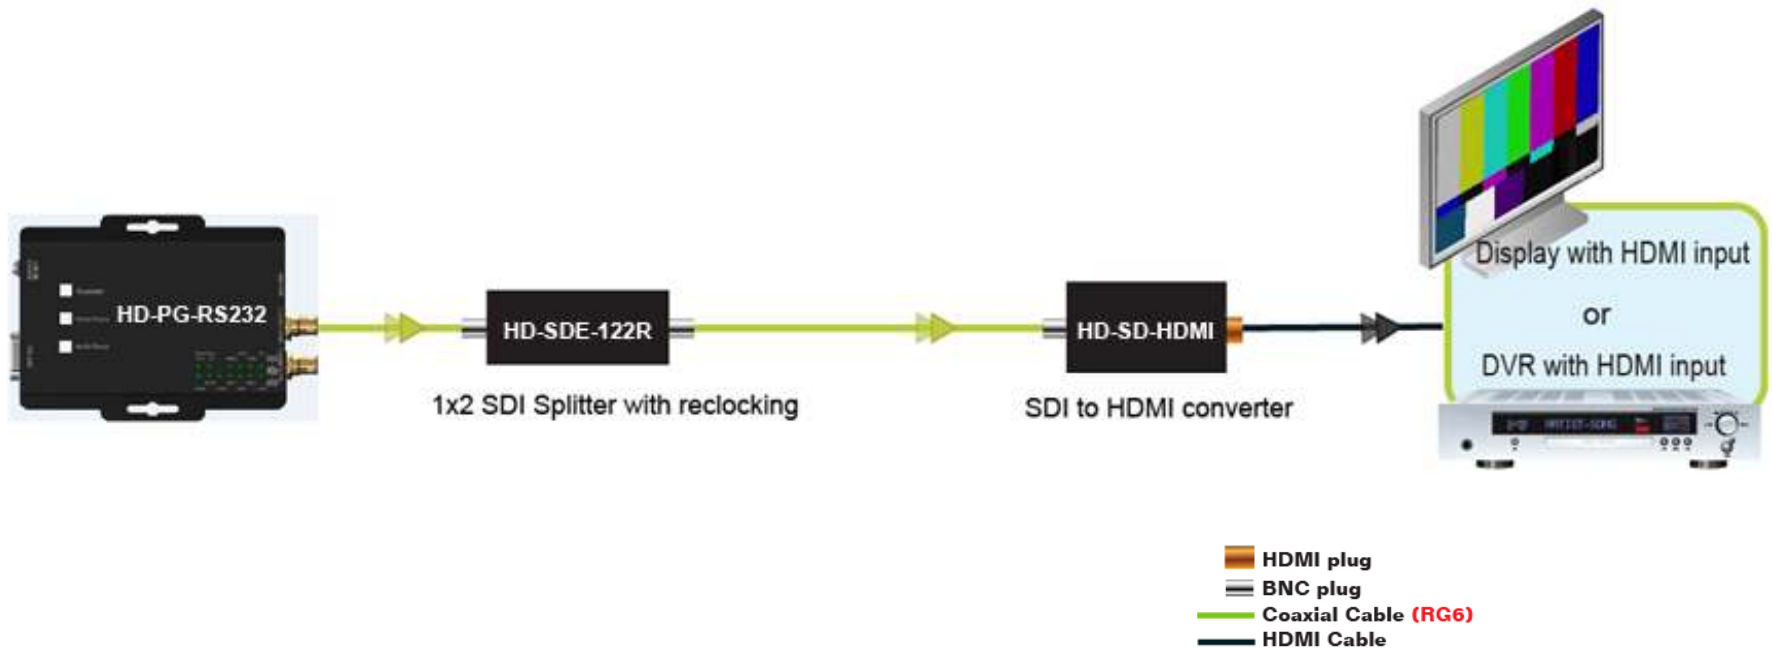 HD-PG-RS232
HD-SDE-122R
1x2 SDI Splitter with reclocking
HD-SD-HDMI
SDI to HDMI converter
Display with HDMI input
or
DVR with HDMI input
HDMI plug
BNC plug
Coaxial Cable (RG6)
HDMI Cable